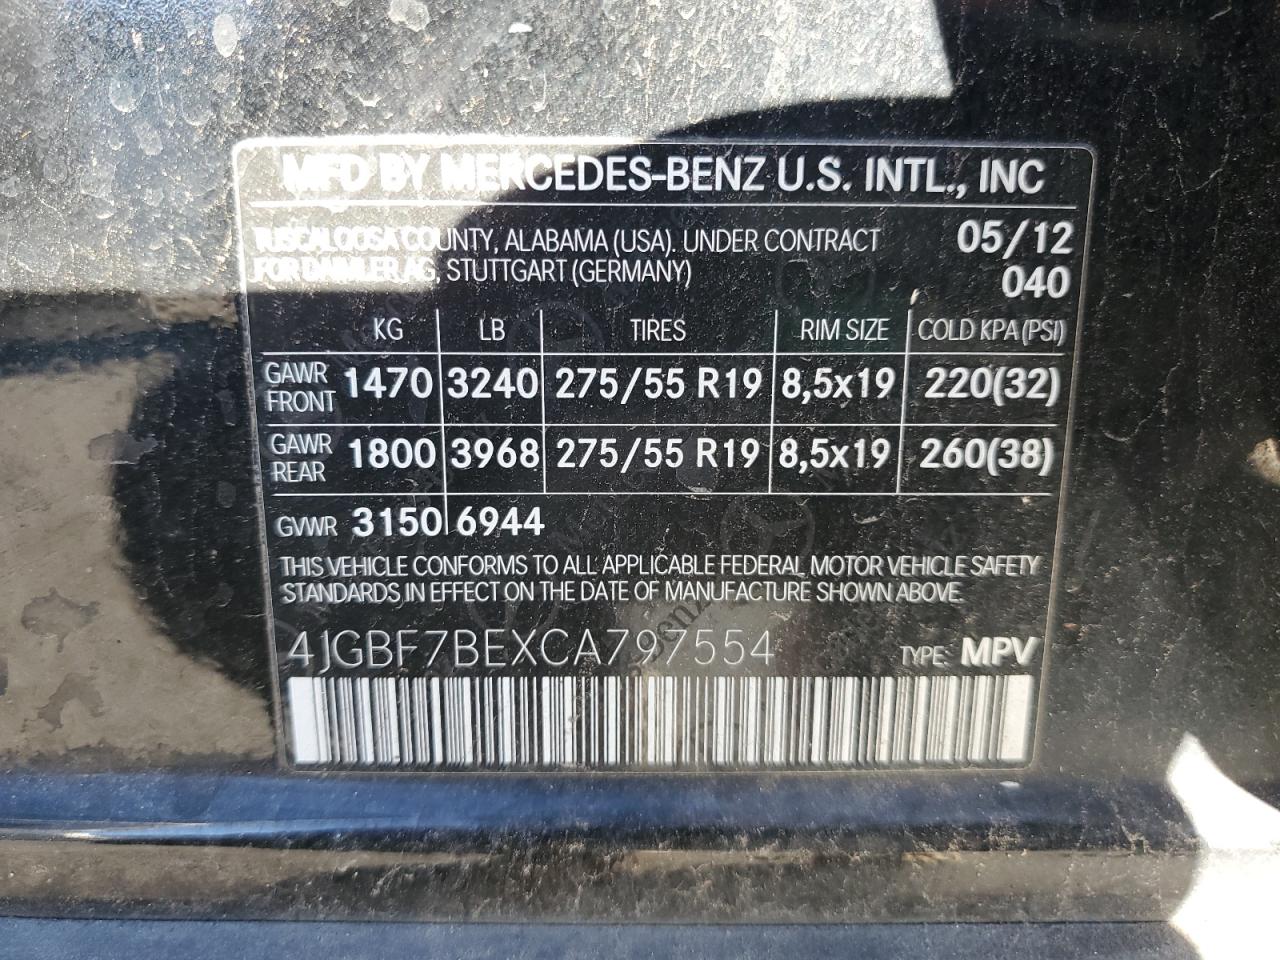 MFD BY MERCEDES-BENZ U.S. INTL., INC
TUSCALOOSA COUNTY, ALABAMA (USA). UNDER CONTRACT 05/12
FOR DAIMLER AG, STUTTGART (GERMANY) 040
KG LB TIRES RIM SIZE COLD KPA (PSI)
GAWR FRONT 1470 3240 275/55 R19 8,5x19 220(32)
GAWR REAR 1800 3968 275/55 R19 8,5x19 260(38)
GVWR 3150 6944
THIS VEHICLE CONFORMS TO ALL APPLICABLE FEDERAL MOTOR VEHICLE SAFETY
STANDARDS IN EFFECT ON THE DATE OF MANUFACTURE SHOWN ABOVE.
4JGBF7BEXCA797554 TYPE: MPV